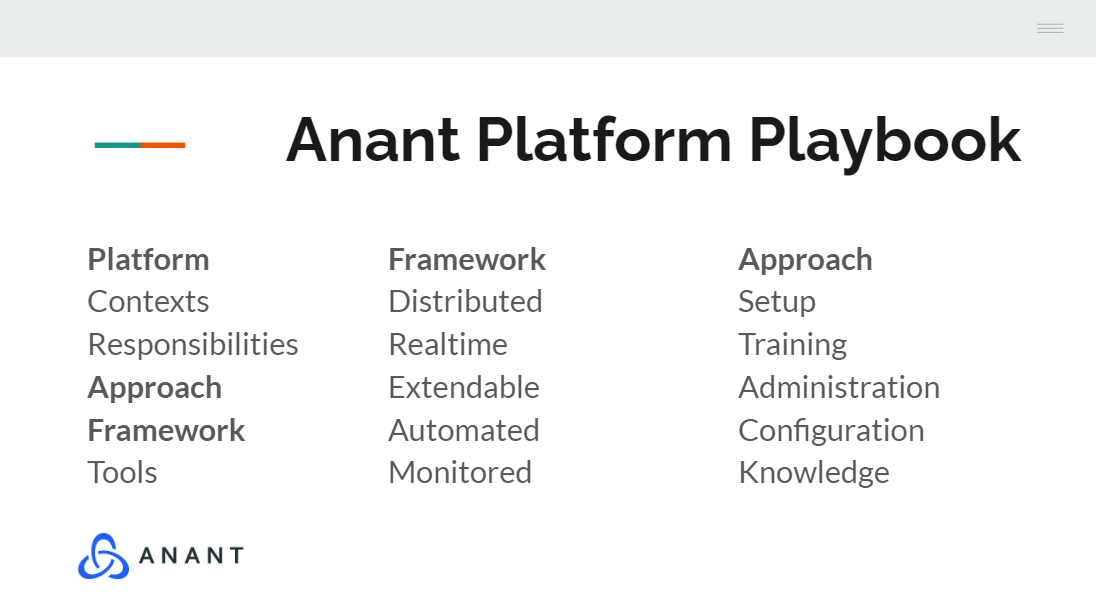 Anant Platform Playbook
Platform
Contexts
Responsibilities
Approach
Framework
Tools
Framework
Distributed
Realtime
Extendable
Automated
Monitored
Approach
Setup
Training
Administration
Configuration
Knowledge
ANANT